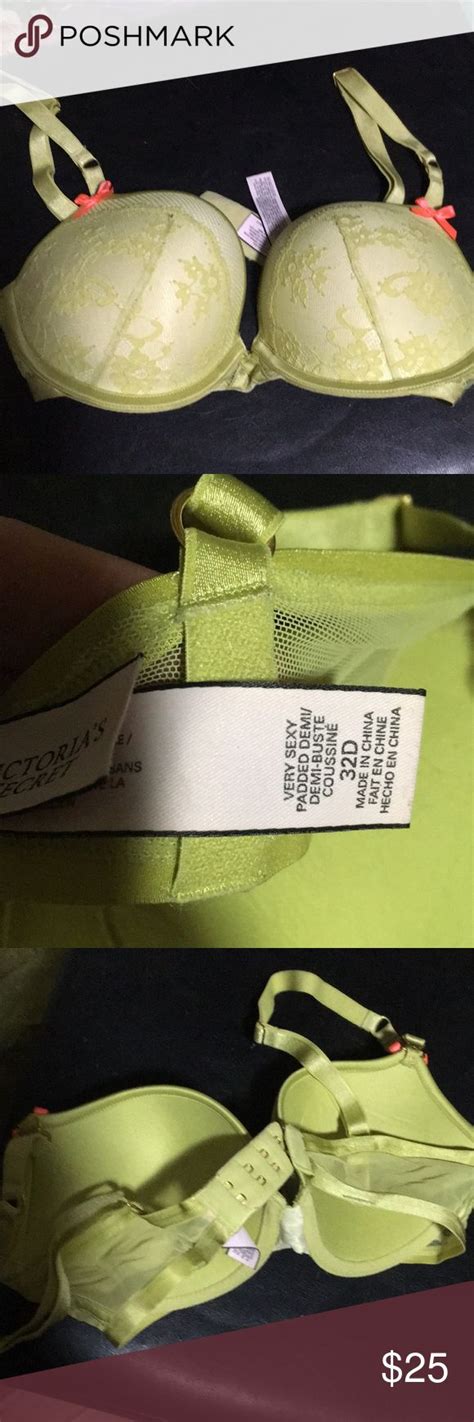 POSHMARK
VICTORIA'S
SECRET
VERY SEXY
PADDED DEMI/
DEMI-BUSTE
COUSSINÉ
32D
MADE IN CHINA
FAIT EN CHINE
HECHO EN CHINA
$25